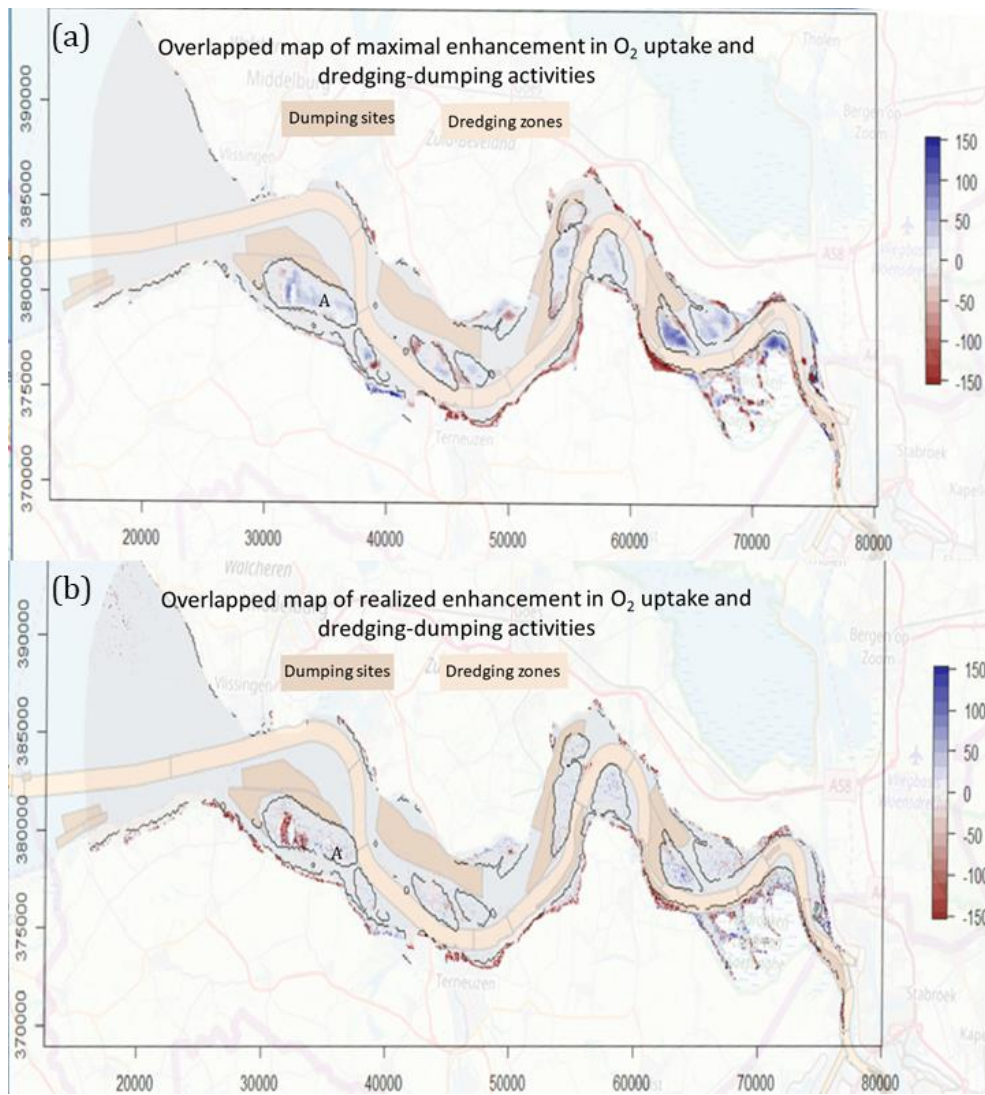 (a)
Overlapped map of maximal enhancement in O₂ uptake and
dredging-dumping activities
Dumping sites
Dredging zones
Middelburg
Vlissingen
Zuid-Beveland
Tholen
Bergen op
Zoom
A58
Terneuzen
Stabroek
A
390000
385000
380000
375000
370000
150
100
50
0
-50
-100
-150
20000
30000
40000
50000
60000
70000
80000
(b)
Overlapped map of realized enhancement in O₂ uptake and
dredging-dumping activities
Dumping sites
Dredging zones
Walcheren
Vlissingen
Bergen op
Zoom
A58
Terneuzen
Stabroek
A
390000
385000
380000
375000
370000
150
100
50
0
-50
-100
-150
20000
30000
40000
50000
60000
70000
80000